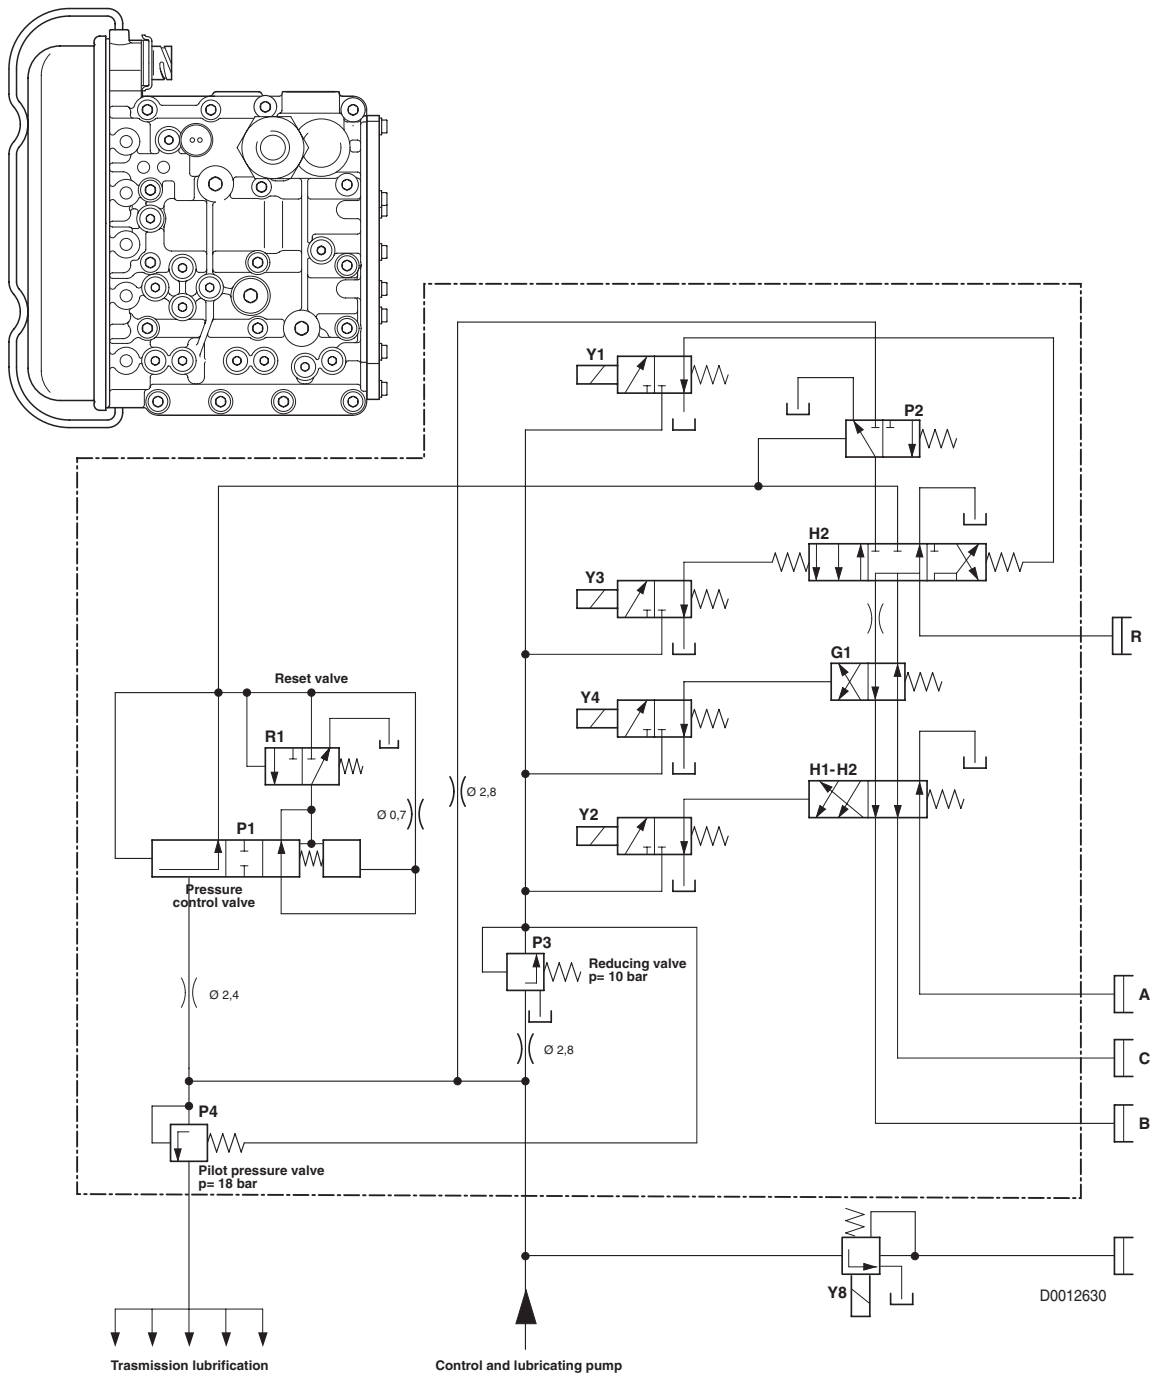 Y1
P2
H2
Y3
R
G1
Reset valve
Y4
R1
H1-H2
Ø 2,8
Ø 0,7
Y2
P1
Pressure
control valve
P3
Reducing valve
p= 10 bar
Ø 2,4
A
Ø 2,8
C
P4
B
Pilot pressure valve
p= 18 bar
Y8
D0012630
Trasmission lubrification
Control and lubricating pump